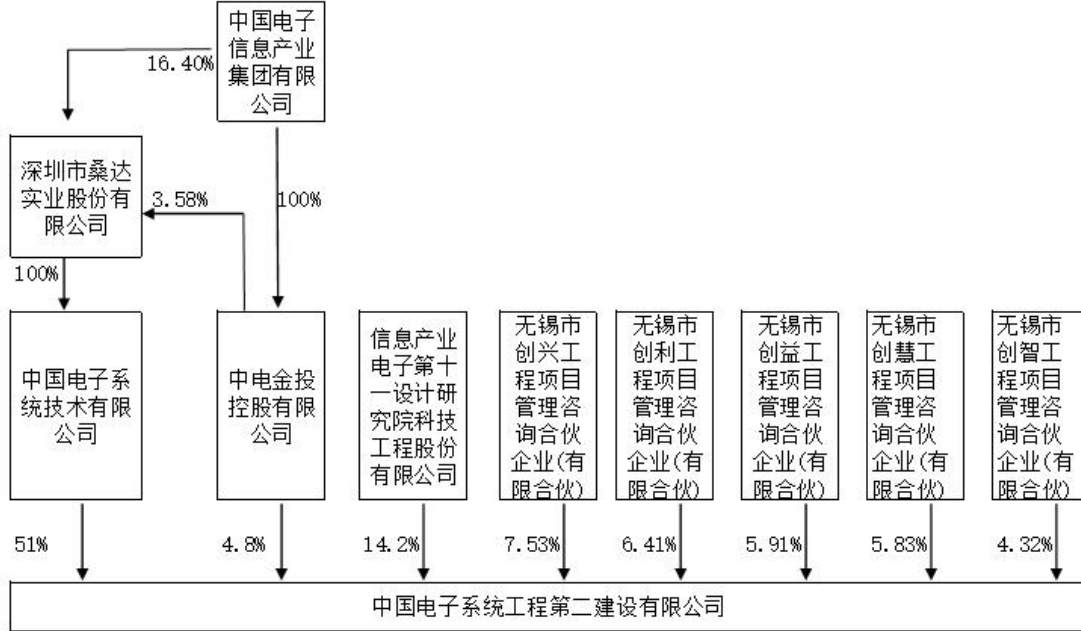 中国电子
信息产业
集团有限
公司
16.40%
深圳市桑达
实业股份有
限公司
3.58%
100%
100%
中国电子系
统技术有限
公司
中电金投
控股有限
公司
信息产业
电子第十
一设计研
究院科技
工程股份
有限公司
无锡市
创兴工
程项目
管理咨
询合伙
企业(有
限合伙)
无锡市
创利工
程项目
管理咨
询合伙
企业(有
限合伙)
无锡市
创益工
程项目
管理咨
询合伙
企业(有
限合伙)
无锡市
创慧工
程项目
管理咨
询合伙
企业(有
限合伙)
无锡市
创智工
程项目
管理咨
询合伙
企业(有
限合伙)
51%
4.8%
14.2%
7.53%
6.41%
5.91%
5.83%
4.32%
中国电子系统工程第二建设有限公司